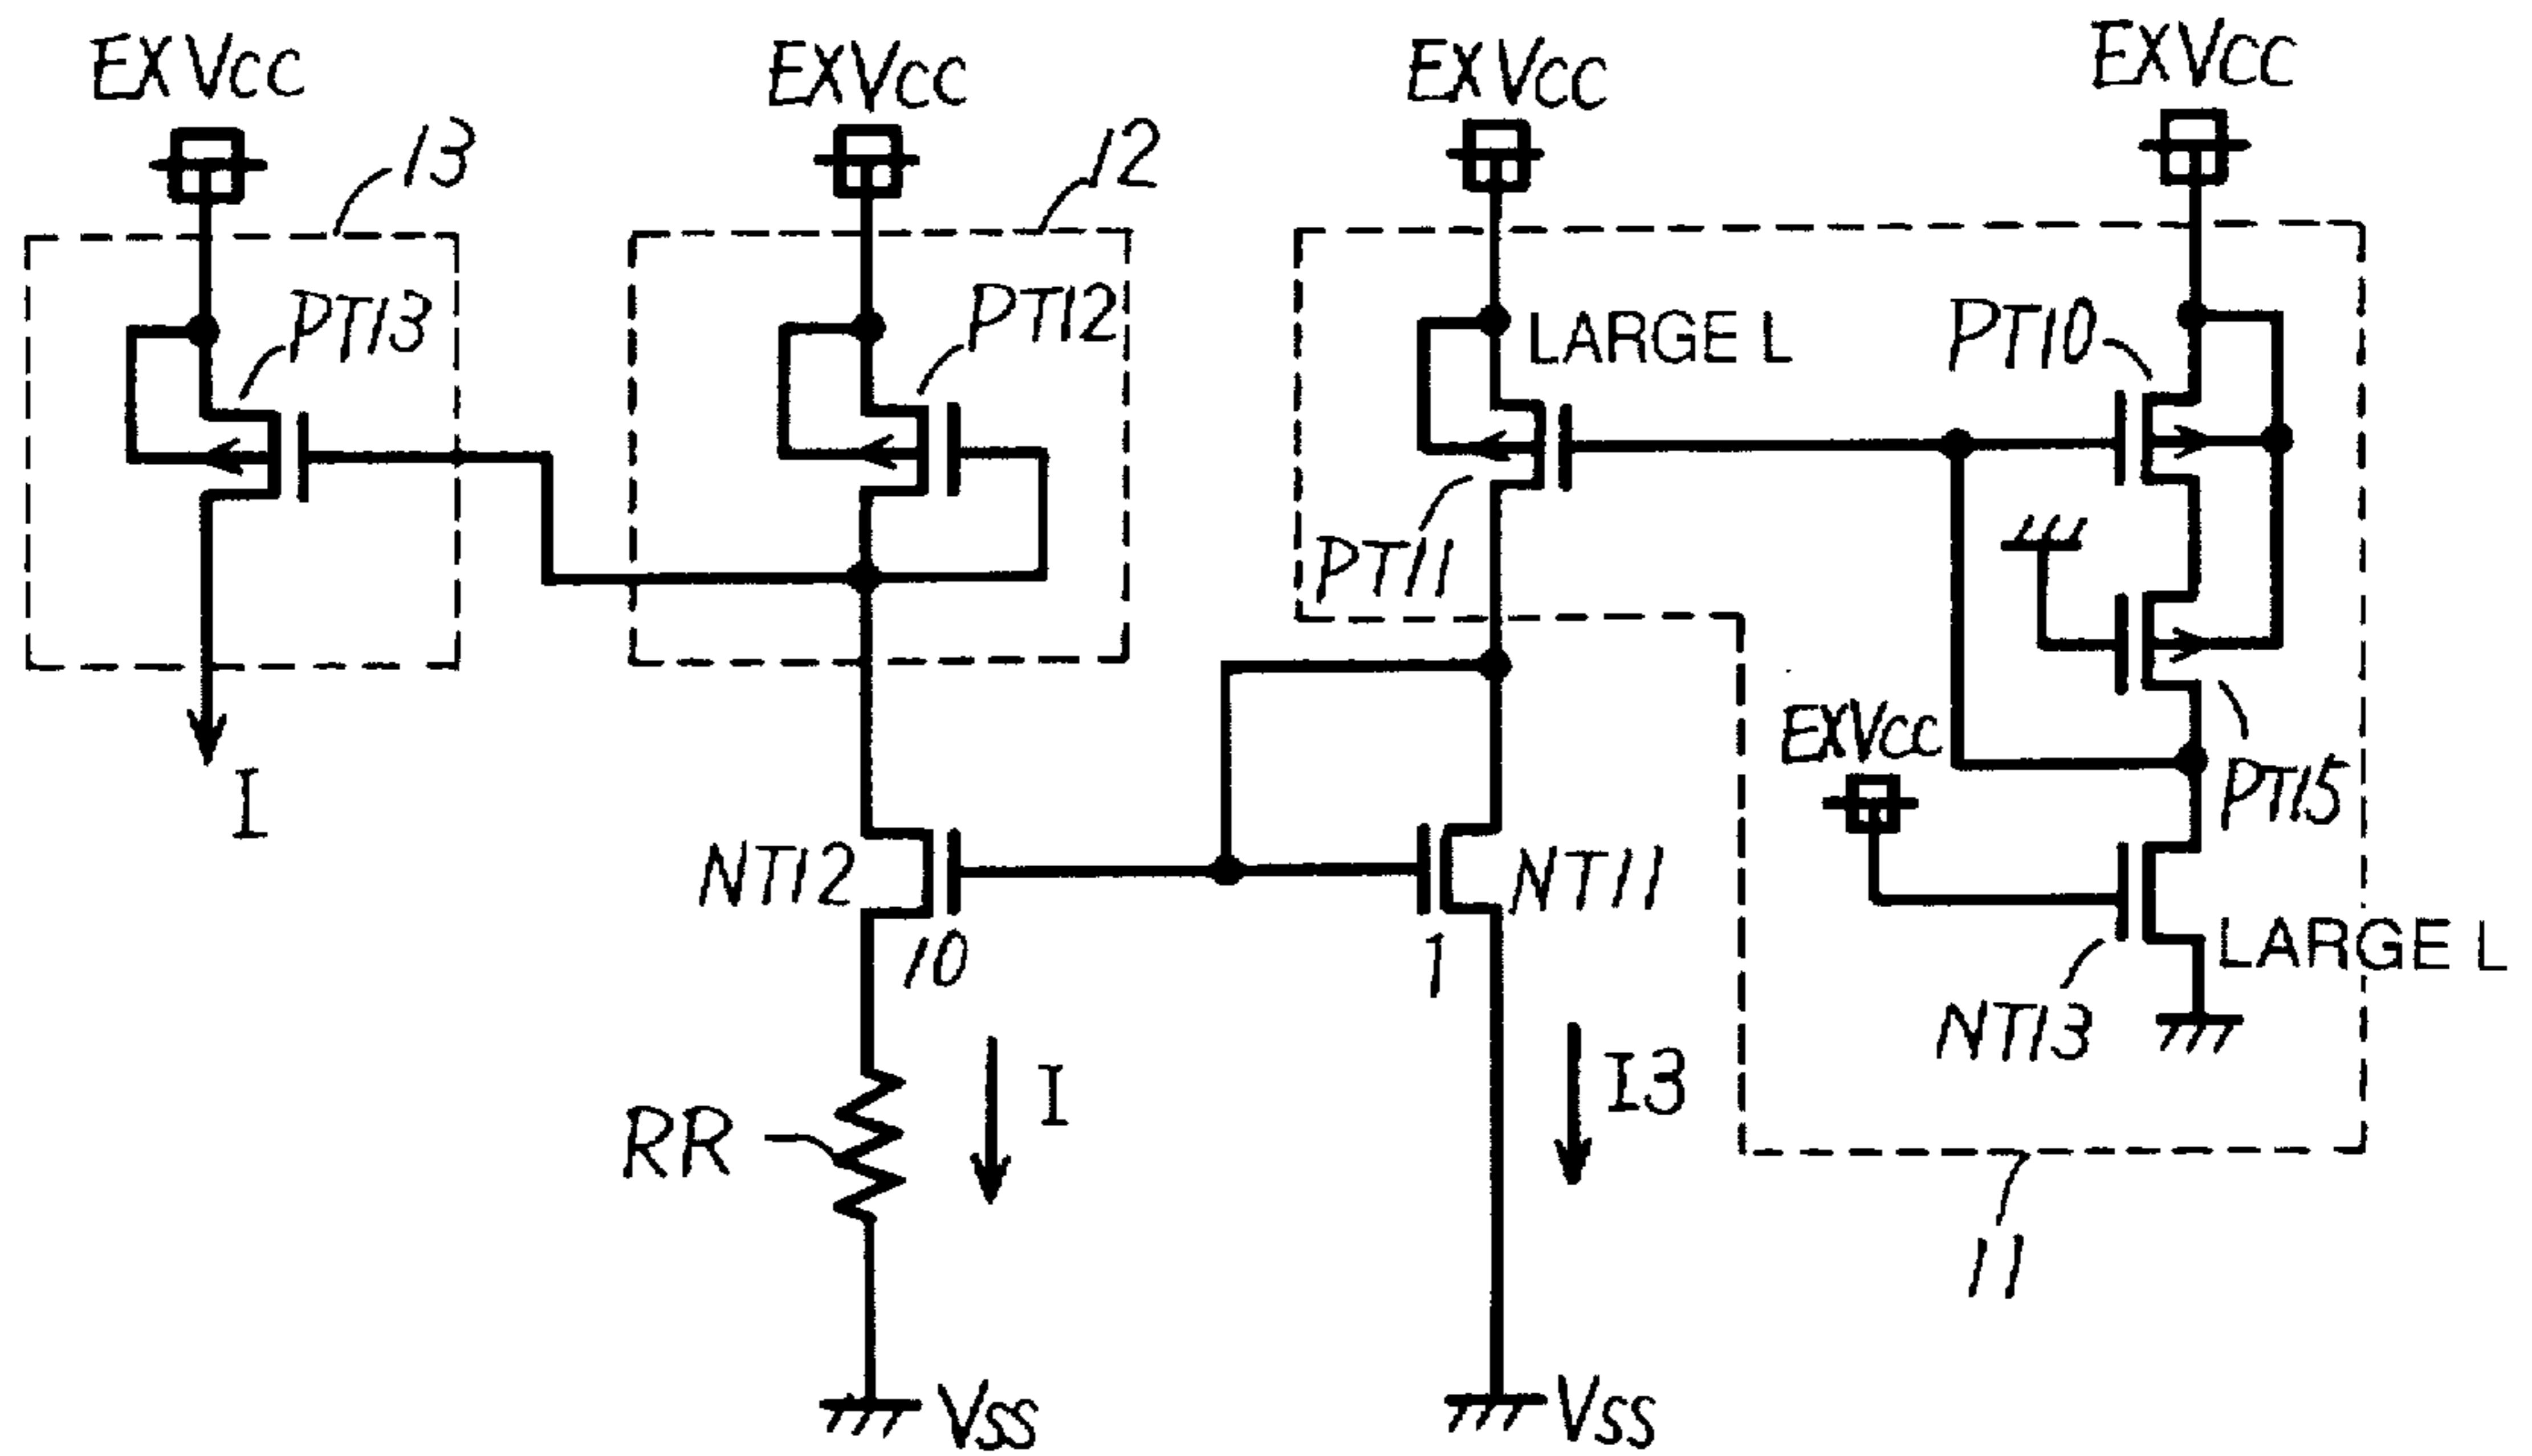 EXVCC
EXVCC
EXVCC
EXVCC
13
12
PT13
PT12
LARGE L
PT10
PT11
EXVCC
I
PT15
NT12
NT11
10
1
LARGE L
NT13
RR
I
I3
11
VSS
VSS